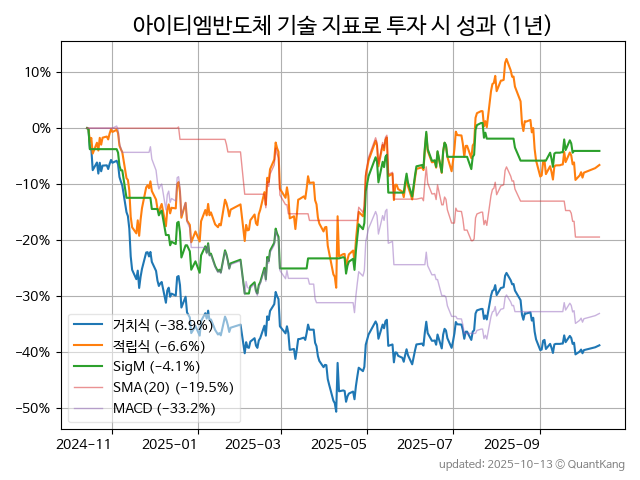 아이티엠반도체 기술 지표로 투자 시 성과 (1년)
10%
0%
−10%
−20%
−30%
−40%
−50%
거치식 (−38.9%)
적립식 (−6.6%)
SigM (−4.1%)
SMA(20) (−19.5%)
MACD (−33.2%)
2024-11 2025-01 2025-03 2025-05 2025-07 2025-09
updated: 2025-10-13 © QuantKang